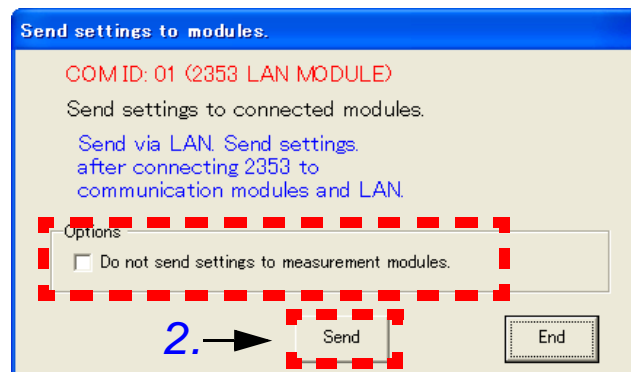 Send settings to modules.
COM ID: 01 (2353 LAN MODULE)
Send settings to connected modules.
Send via LAN. Send settings.
after connecting 2353 to
communication modules and LAN.
Options
Do not send settings to measurement modules.
2. Send End